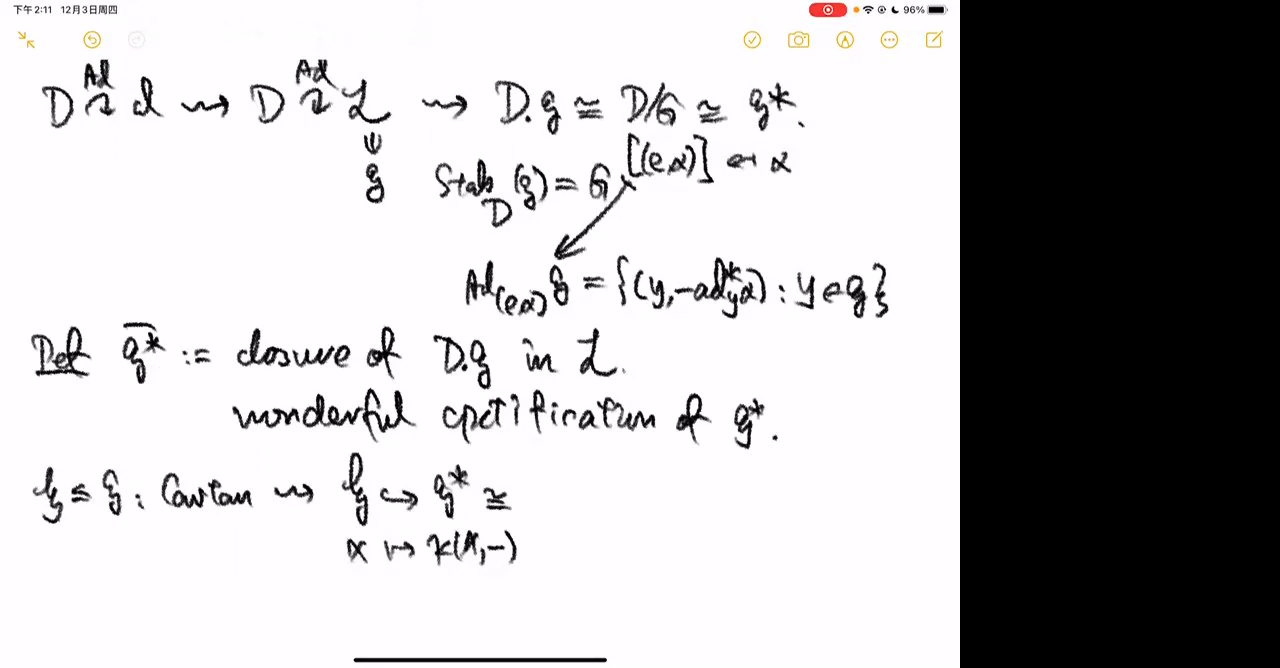 下午2:11 12月3日周四 96%
D ↷^Ad d ⇝ D ↷^Ad ℒ ⇝ D.𝔤 ≅ D/G ≅ 𝔤*.
Ψ [(e,α)] ↤ α
𝔤 Stab_D(𝔤) = G
Ad_(e,α) 𝔤 = {(y, -ad*_y α) : y ∈ 𝔤}
Def \overline{𝔤*} := closure of D.𝔤 in ℒ.
wonderful cptification of 𝔤*.
𝔥 ≤ 𝔤 : Cartan ⇝ 𝔥 ↪ 𝔤* ≅
x ↦ κ(x,-)